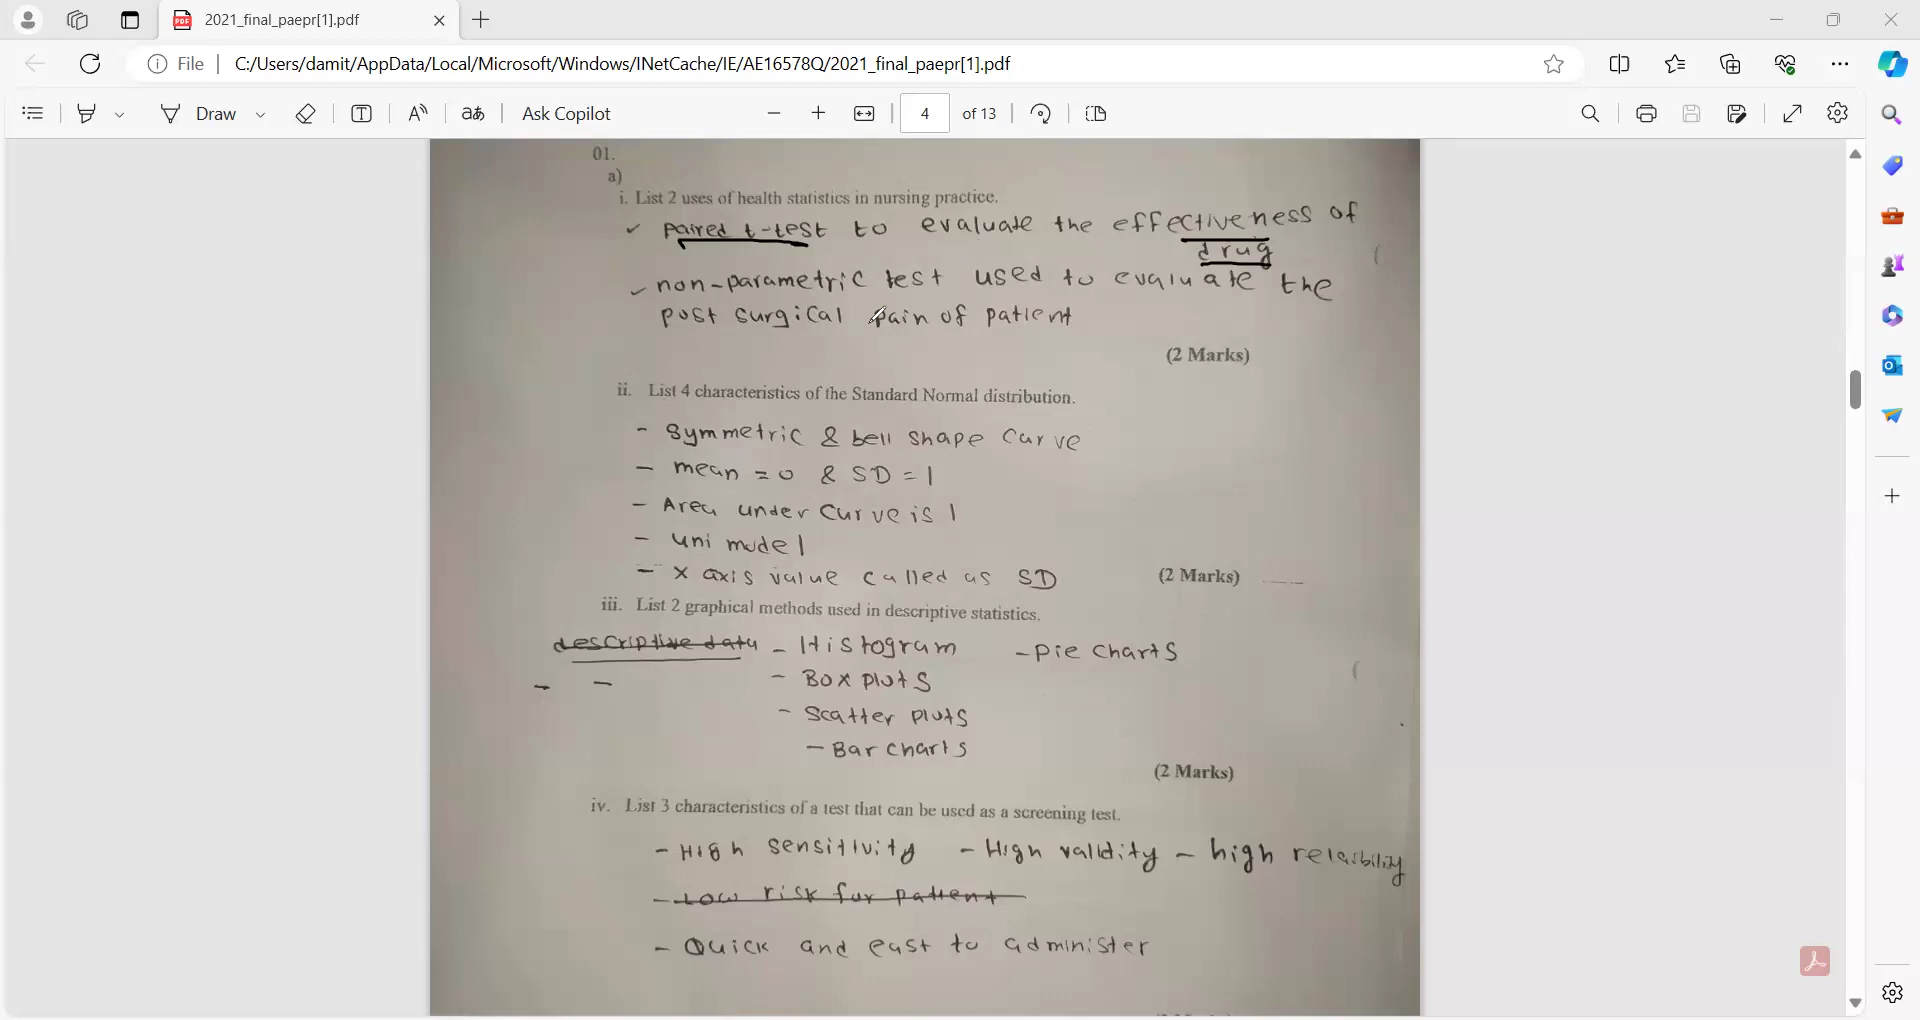 2021_final_paepr[1].pdf
File
C:/Users/damit/AppData/Local/Microsoft/Windows/INetCache/IE/AE16578Q/2021_final_paepr[1].pdf
Draw
aあ
Ask Copilot
4 of 13
01.
a)
i. List 2 uses of health statistics in nursing practice.
✓ paired t-test to evaluate the effectiveness of
drug
✓ non-parametric test used to evaluate the
post surgical pain of patient
(2 Marks)
ii. List 4 characteristics of the Standard Normal distribution.
- Symmetric & bell shape curve
- mean = 0 & SD = 1
- Area under curve is 1
- uni model
- x axis value called as SD (2 Marks)
iii. List 2 graphical methods used in descriptive statistics.
descriptive data - Histogram - pie charts
- Box plots
- scatter plots
- Bar charts
(2 Marks)
iv. List 3 characteristics of a test that can be used as a screening test.
- High sensitivity - High validity - high relaibility
- Low risk for patient
- Quick and east to administer